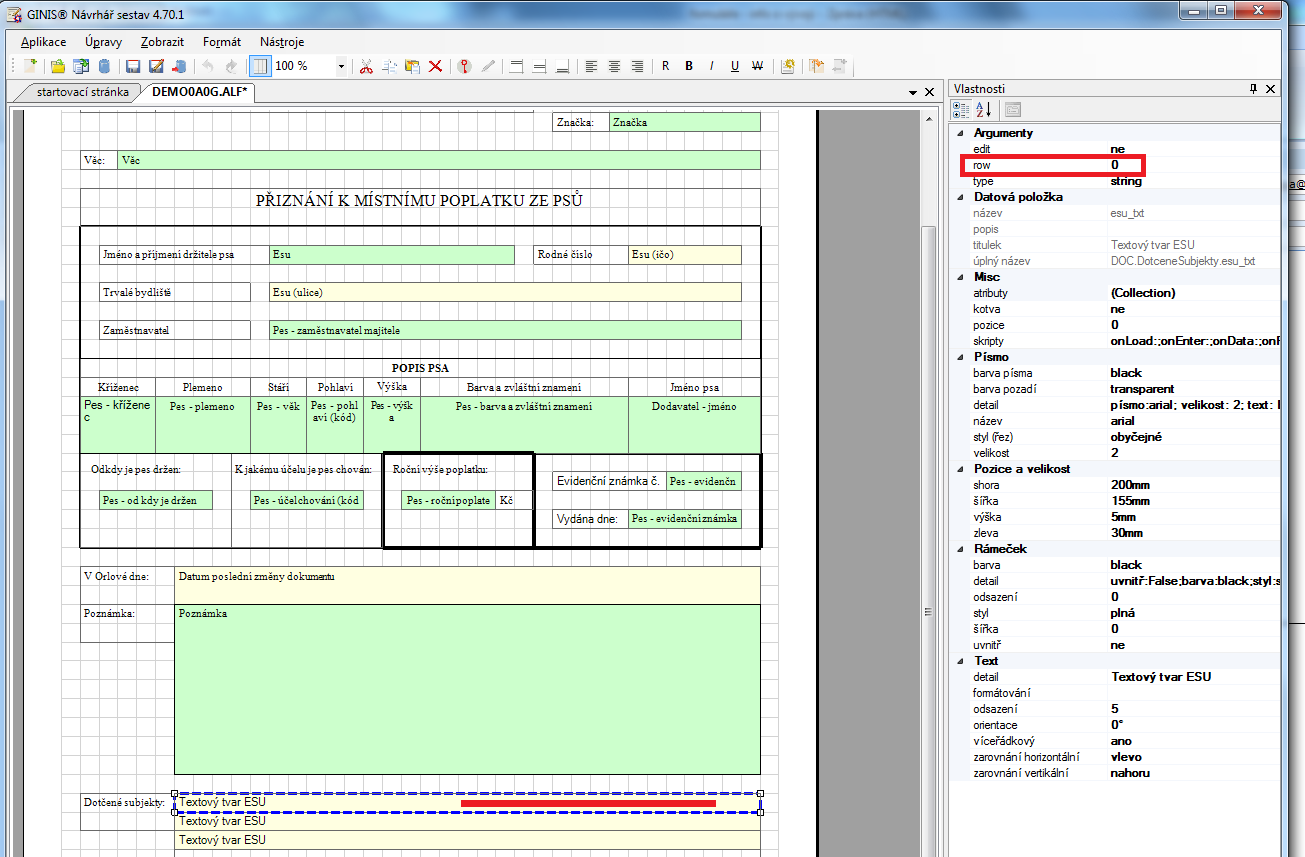 GINIS® Návrhář sestav 4.70.1
Aplikace Úpravy Zobrazit Formát Nástroje
100 % R B I U W
startovací stránka DEMO0A0G.ALF*
Značka: Značka
Věc: Věc
PŘIZNÁNÍ K MÍSTNÍMU POPLATKU ZE PSŮ
Jméno a příjmení držitele psa Esu Rodné číslo Esu (ičo)
Trvalé bydliště Esu (ulice)
Zaměstnavatel Pes - zaměstnavatel majitele
POPIS PSA
Kříženec Plemeno Stáří Pohlaví Výška Barva a zvláštní znamení Jméno psa
Pes - křížene Pes - plemeno Pes - věk Pes - pohl Pes - výšk Pes - barva a zvláštní znamení Dodavatel - jméno
c aví (kód) a
Odkdy je pes držen: K jakému účelu je pes chován: Roční výše poplatku:
Evidenční známka č. Pes - evidenčn
Pes - od kdy je držen Pes - účel chování (kód Pes - roční poplate Kč
Vydána dne: Pes - evidenční známka
V Orlové dne: Datum poslední změny dokumentu
Poznámka: Poznámka
Dotčené subjekty: Textový tvar ESU
Textový tvar ESU
Textový tvar ESU
Vlastnosti
A
Z
Argumenty
edit ne
row 0
type string
Datová položka
název esu_txt
popis
titulek Textový tvar ESU
úplný název DOC.DotceneSubjekty.esu_txt
Misc
atributy (Collection)
kotva ne
pozice 0
skripty onLoad:;onEnter:;onData:;onF
Písmo
barva písma black
barva pozadí transparent
detail písmo:arial; velikost: 2; text: l
název arial
styl (řez) obyčejné
velikost 2
Pozice a velikost
shora 200mm
šířka 155mm
výška 5mm
zleva 30mm
Rámeček
barva black
detail uvnitř:False;barva:black;styl:s
odsazení 0
styl plná
šířka 0
uvnitř ne
Text
detail Textový tvar ESU
formátování
odsazení 5
orientace 0°
víceřádkový ano
zarovnání horizontální vlevo
zarovnání vertikální nahoru
a@